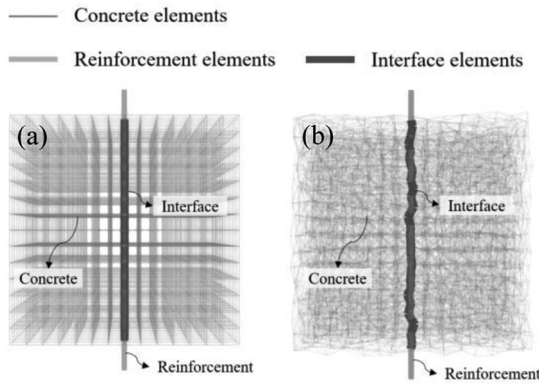 Concrete elements
Reinforcement elements
Interface elements
(a)
(b)
Interface
Interface
Concrete
Concrete
Reinforcement
Reinforcement